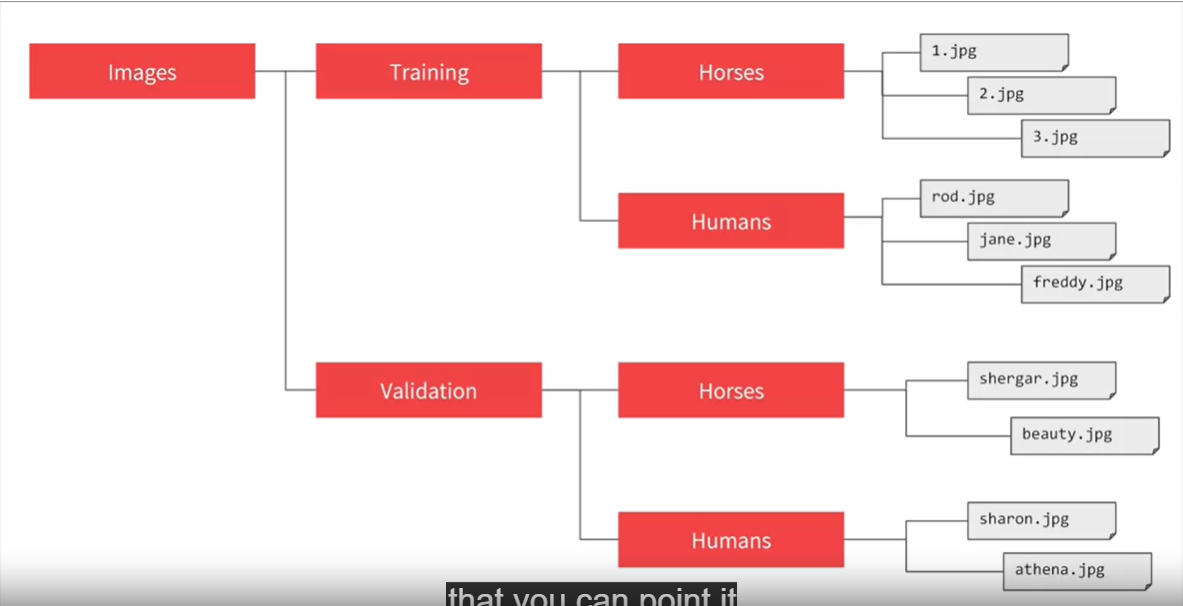 Images
Training
Horses
1.jpg
2.jpg
3.jpg
Humans
rod.jpg
jane.jpg
freddy.jpg
Validation
Horses
shergar.jpg
beauty.jpg
Humans
sharon.jpg
athena.jpg
that you can point it